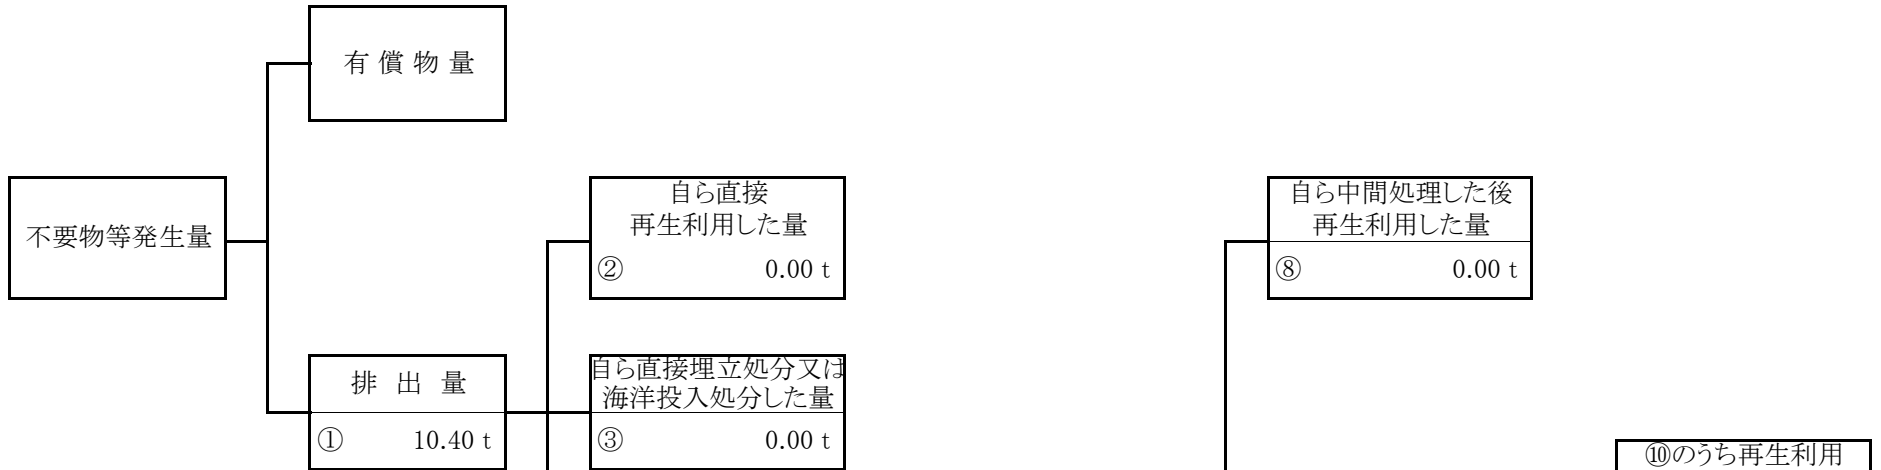 有 償 物 量
不要物等発生量
自ら直接
再生利用した量
② 0.00 t
自ら中間処理した後
再生利用した量
⑧ 0.00 t
排 出 量
① 10.40 t
自ら直接埋立処分又は
海洋投入処分した量
③ 0.00 t
⑩のうち再生利用